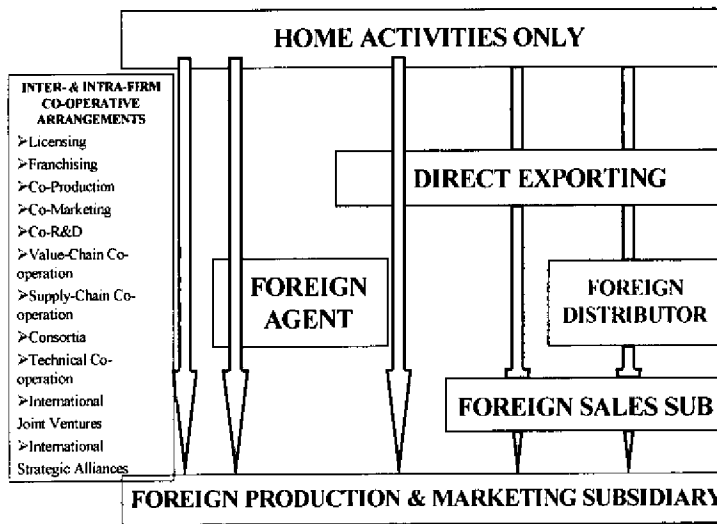 HOME ACTIVITIES ONLY
INTER- & INTRA-FIRM
CO-OPERATIVE
ARRANGEMENTS
➢Licensing
➢Franchising
➢Co-Production
➢Co-Marketing
➢Co-R&D
➢Value-Chain Co-
operation
➢Supply-Chain Co-
operation
➢Consortia
➢Technical Co-
operation
➢International
Joint Ventures
➢International
Strategic Alliances
DIRECT EXPORTING
FOREIGN
AGENT
FOREIGN
DISTRIBUTOR
FOREIGN SALES SUB
FOREIGN PRODUCTION & MARKETING SUBSIDIARY